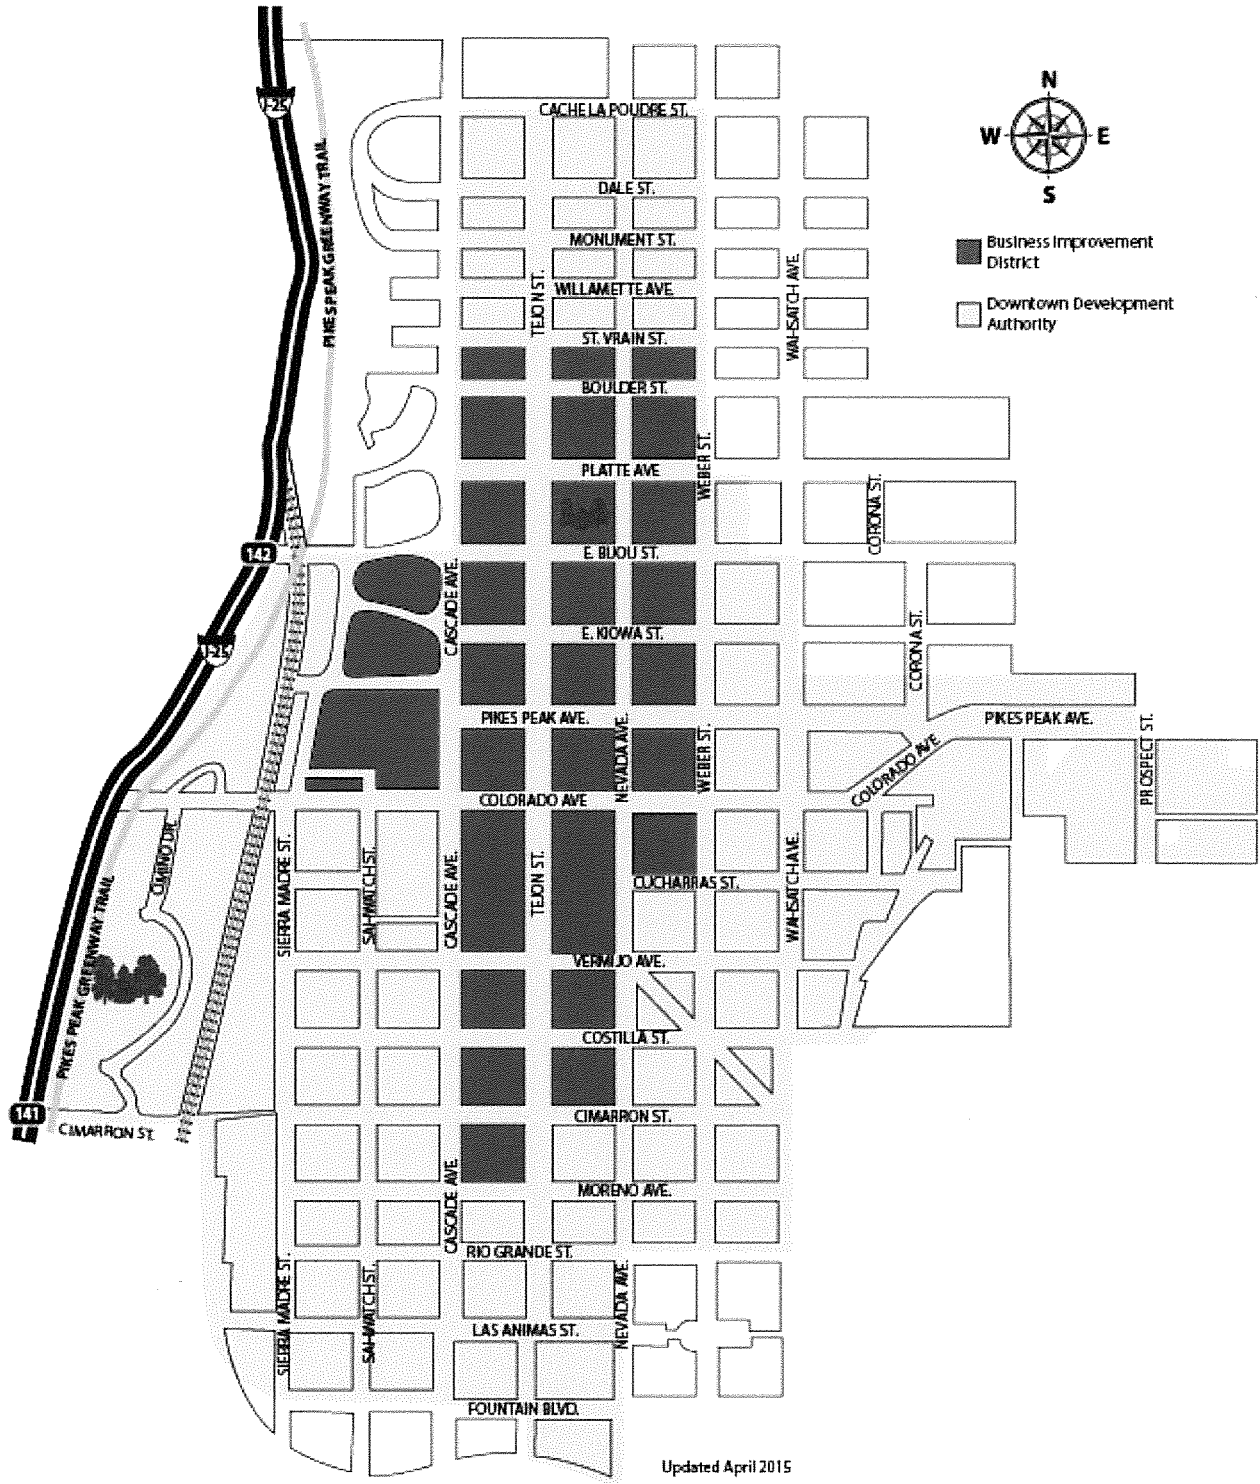 I-25
N
CACHE LA POUDRE ST.
W
E
PIKES PEAK GREENWAY TRAIL
DALE ST.
S
MONUMENT ST.
Business Improvement
District
TEJON ST.
WILLAMETTE AVE.
WAHSATCH AVE.
Downtown Development
Authority
ST. VRAIN ST.
BOULDER ST.
PLATTE AVE
WEBER ST.
CORONA ST.
142
E. BIJOU ST.
CASCADE AVE.
E. KIOWA ST.
I-25
CORONA ST.
PIKES PEAK AVE.
NEVADA AVE.
WEBER ST.
PIKES PEAK AVE.
PROSPECT ST.
COLORADO AVE
COLORADO AVE
CIMINO DR.
SIERRA MADRE ST.
SAHWATCH ST.
CASCADE AVE.
TEJON ST.
CUCHARRAS ST.
WAHSATCH AVE.
PIKES PEAK GREENWAY TRAIL
VERMIJO AVE.
COSTILLA ST.
141
CIMARRON ST.
CIMARRON ST.
MORENO AVE.
CASCADE AVE.
RIO GRANDE ST.
SIERRA MADRE ST.
SAHWATCH ST.
NEVADA AVE.
LAS ANIMAS ST.
FOUNTAIN BLVD.
Updated April 2015